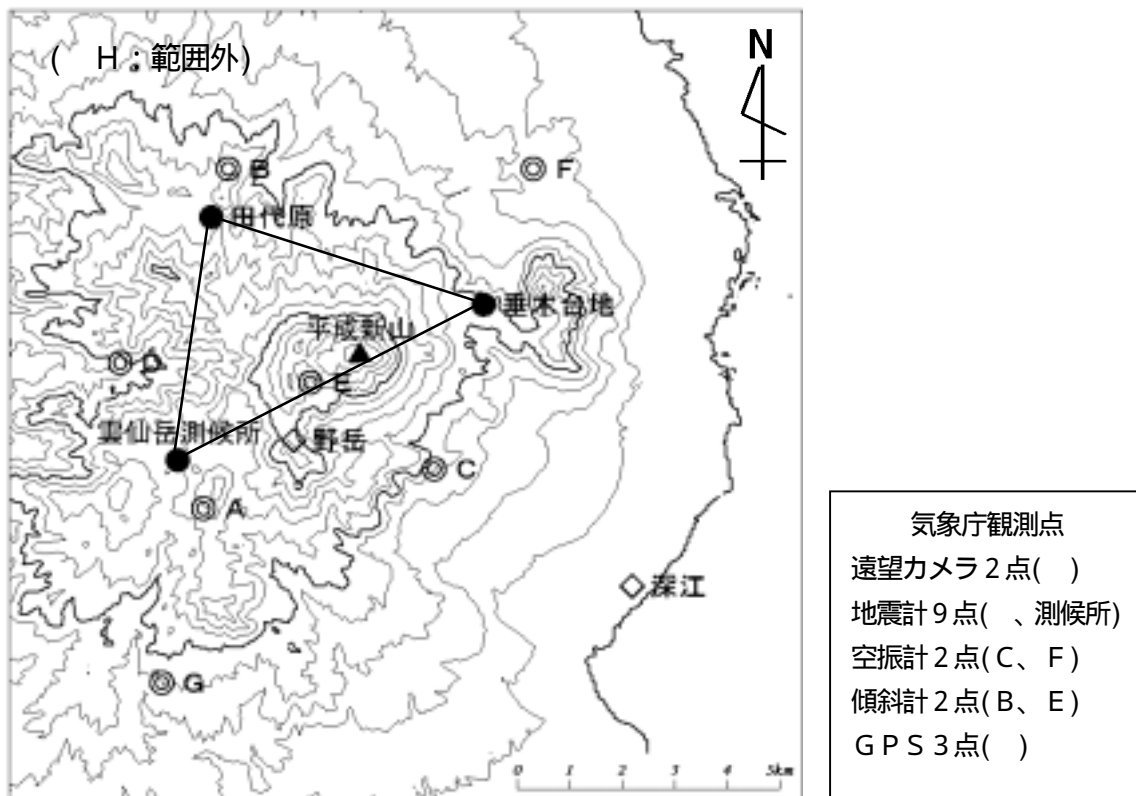 ( H：範囲外)
N
B
F
田代原
垂木台地
平成新山
D
E
雲仙岳測候所
野岳
C
A
深江
G
0 1 2 3 4 5km
気象庁観測点
遠望カメラ2点( )
地震計9点( 、測候所)
空振計2点(C、F)
傾斜計2点(B、E)
GPS3点( )